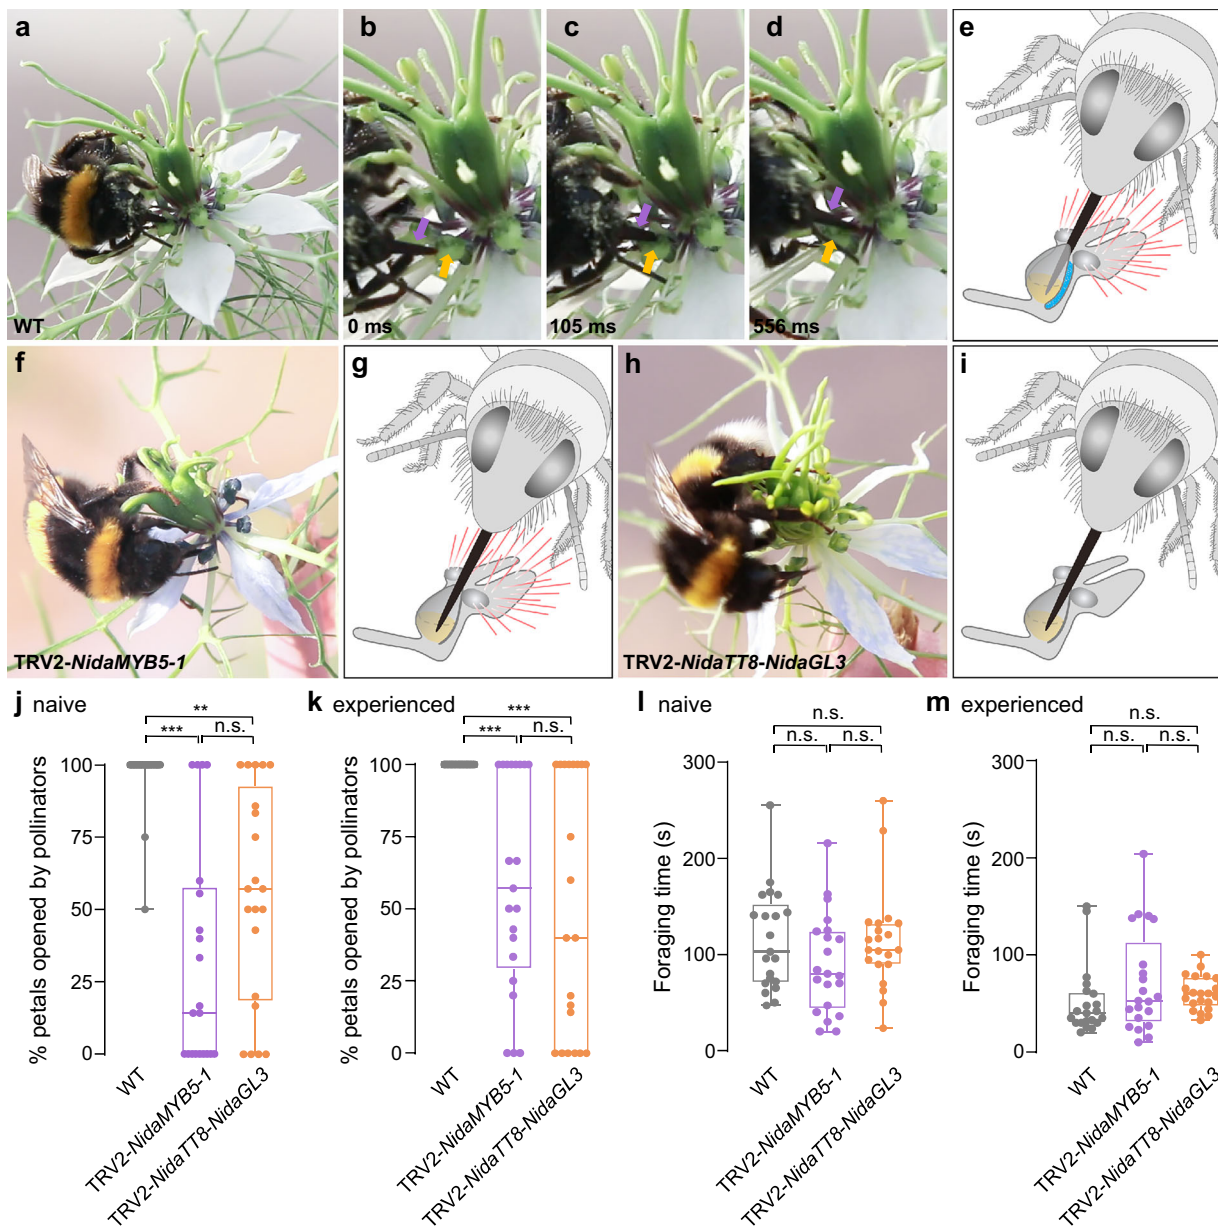 a
b
c
d
e
WT
0 ms
105 ms
556 ms
f
g
h
i
TRV2-NidaMYB5-1
TRV2-NidaTT8-NidaGL3
j naive
k experienced
l naive
m experienced
**
***
n.s.
***
***
n.s.
n.s.
n.s.
n.s.
n.s.
n.s.
n.s.
% petals opened by pollinators
100
75
50
25
0
WT
TRV2-NidaMYB5-1
TRV2-NidaTT8-NidaGL3
% petals opened by pollinators
100
75
50
25
0
WT
TRV2-NidaMYB5-1
TRV2-NidaTT8-NidaGL3
Foraging time (s)
300
200
100
0
WT
TRV2-NidaMYB5-1
TRV2-NidaTT8-NidaGL3
Foraging time (s)
300
200
100
0
WT
TRV2-NidaMYB5-1
TRV2-NidaTT8-NidaGL3